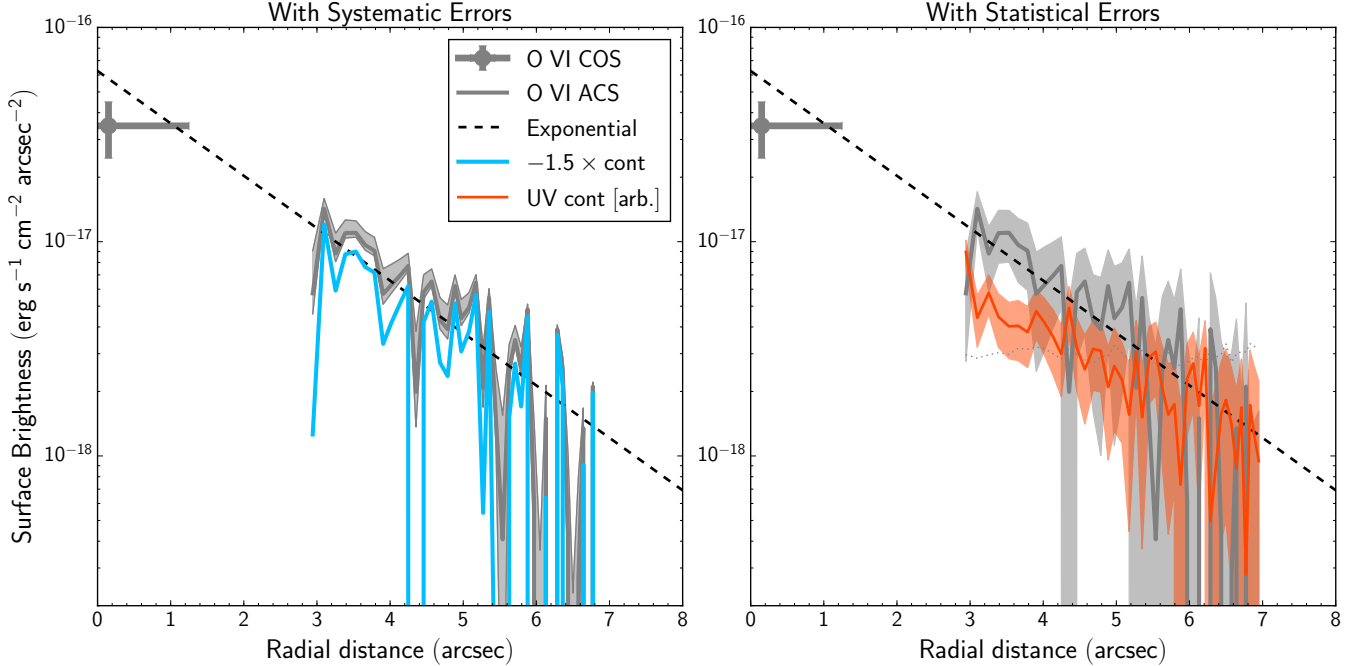 With Systematic Errors
With Statistical Errors
Surface Brightness (erg s⁻¹ cm⁻² arcsec⁻²)
10⁻¹⁶
10⁻¹⁷
10⁻¹⁸
O VI COS
O VI ACS
Exponential
−1.5 × cont
UV cont [arb.]
0 1 2 3 4 5 6 7 8
Radial distance (arcsec)
10⁻¹⁶
10⁻¹⁷
10⁻¹⁸
0 1 2 3 4 5 6 7 8
Radial distance (arcsec)